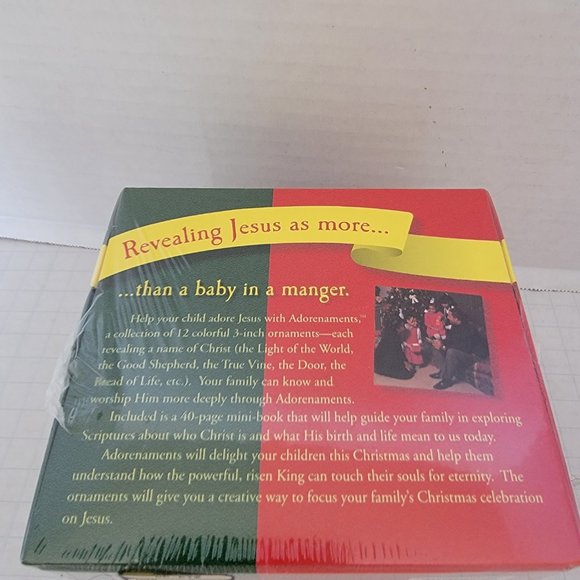 Revealing Jesus as more...
...than a baby in a manger.
Help your child adore Jesus with Adorenaments,™
a collection of 12 colorful 3-inch ornaments—each
revealing a name of Christ (the Light of the World,
the Good Shepherd, the True Vine, the Door, the
Bread of Life, etc.). Your family can know and
worship Him more deeply through Adorenaments.
Included is a 40-page mini-book that will help guide your family in exploring
Scriptures about who Christ is and what His birth and life mean to us today.
Adorenaments will delight your children this Christmas and help them
understand how the powerful, risen King can touch their souls for eternity. The
ornaments will give you a creative way to focus your family's Christmas celebration
on Jesus.